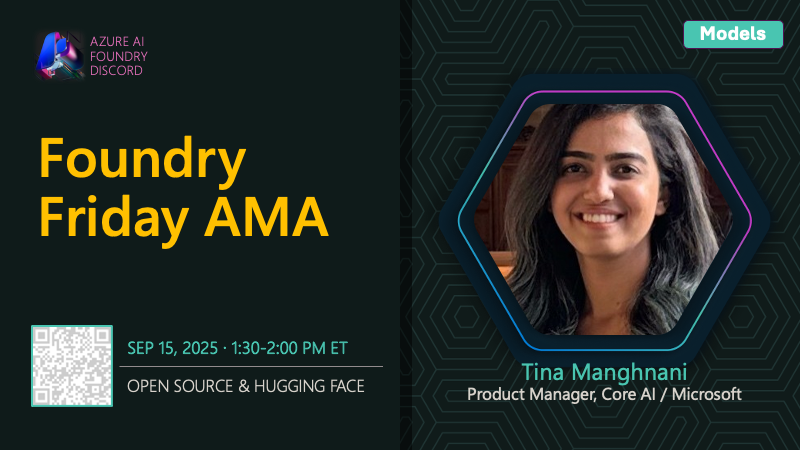 AZURE AI
FOUNDRY
DISCORD
Models
Foundry
Friday AMA
SEP 15, 2025 · 1:30-2:00 PM ET
OPEN SOURCE & HUGGING FACE
Tina Manghnani
Product Manager, Core AI / Microsoft